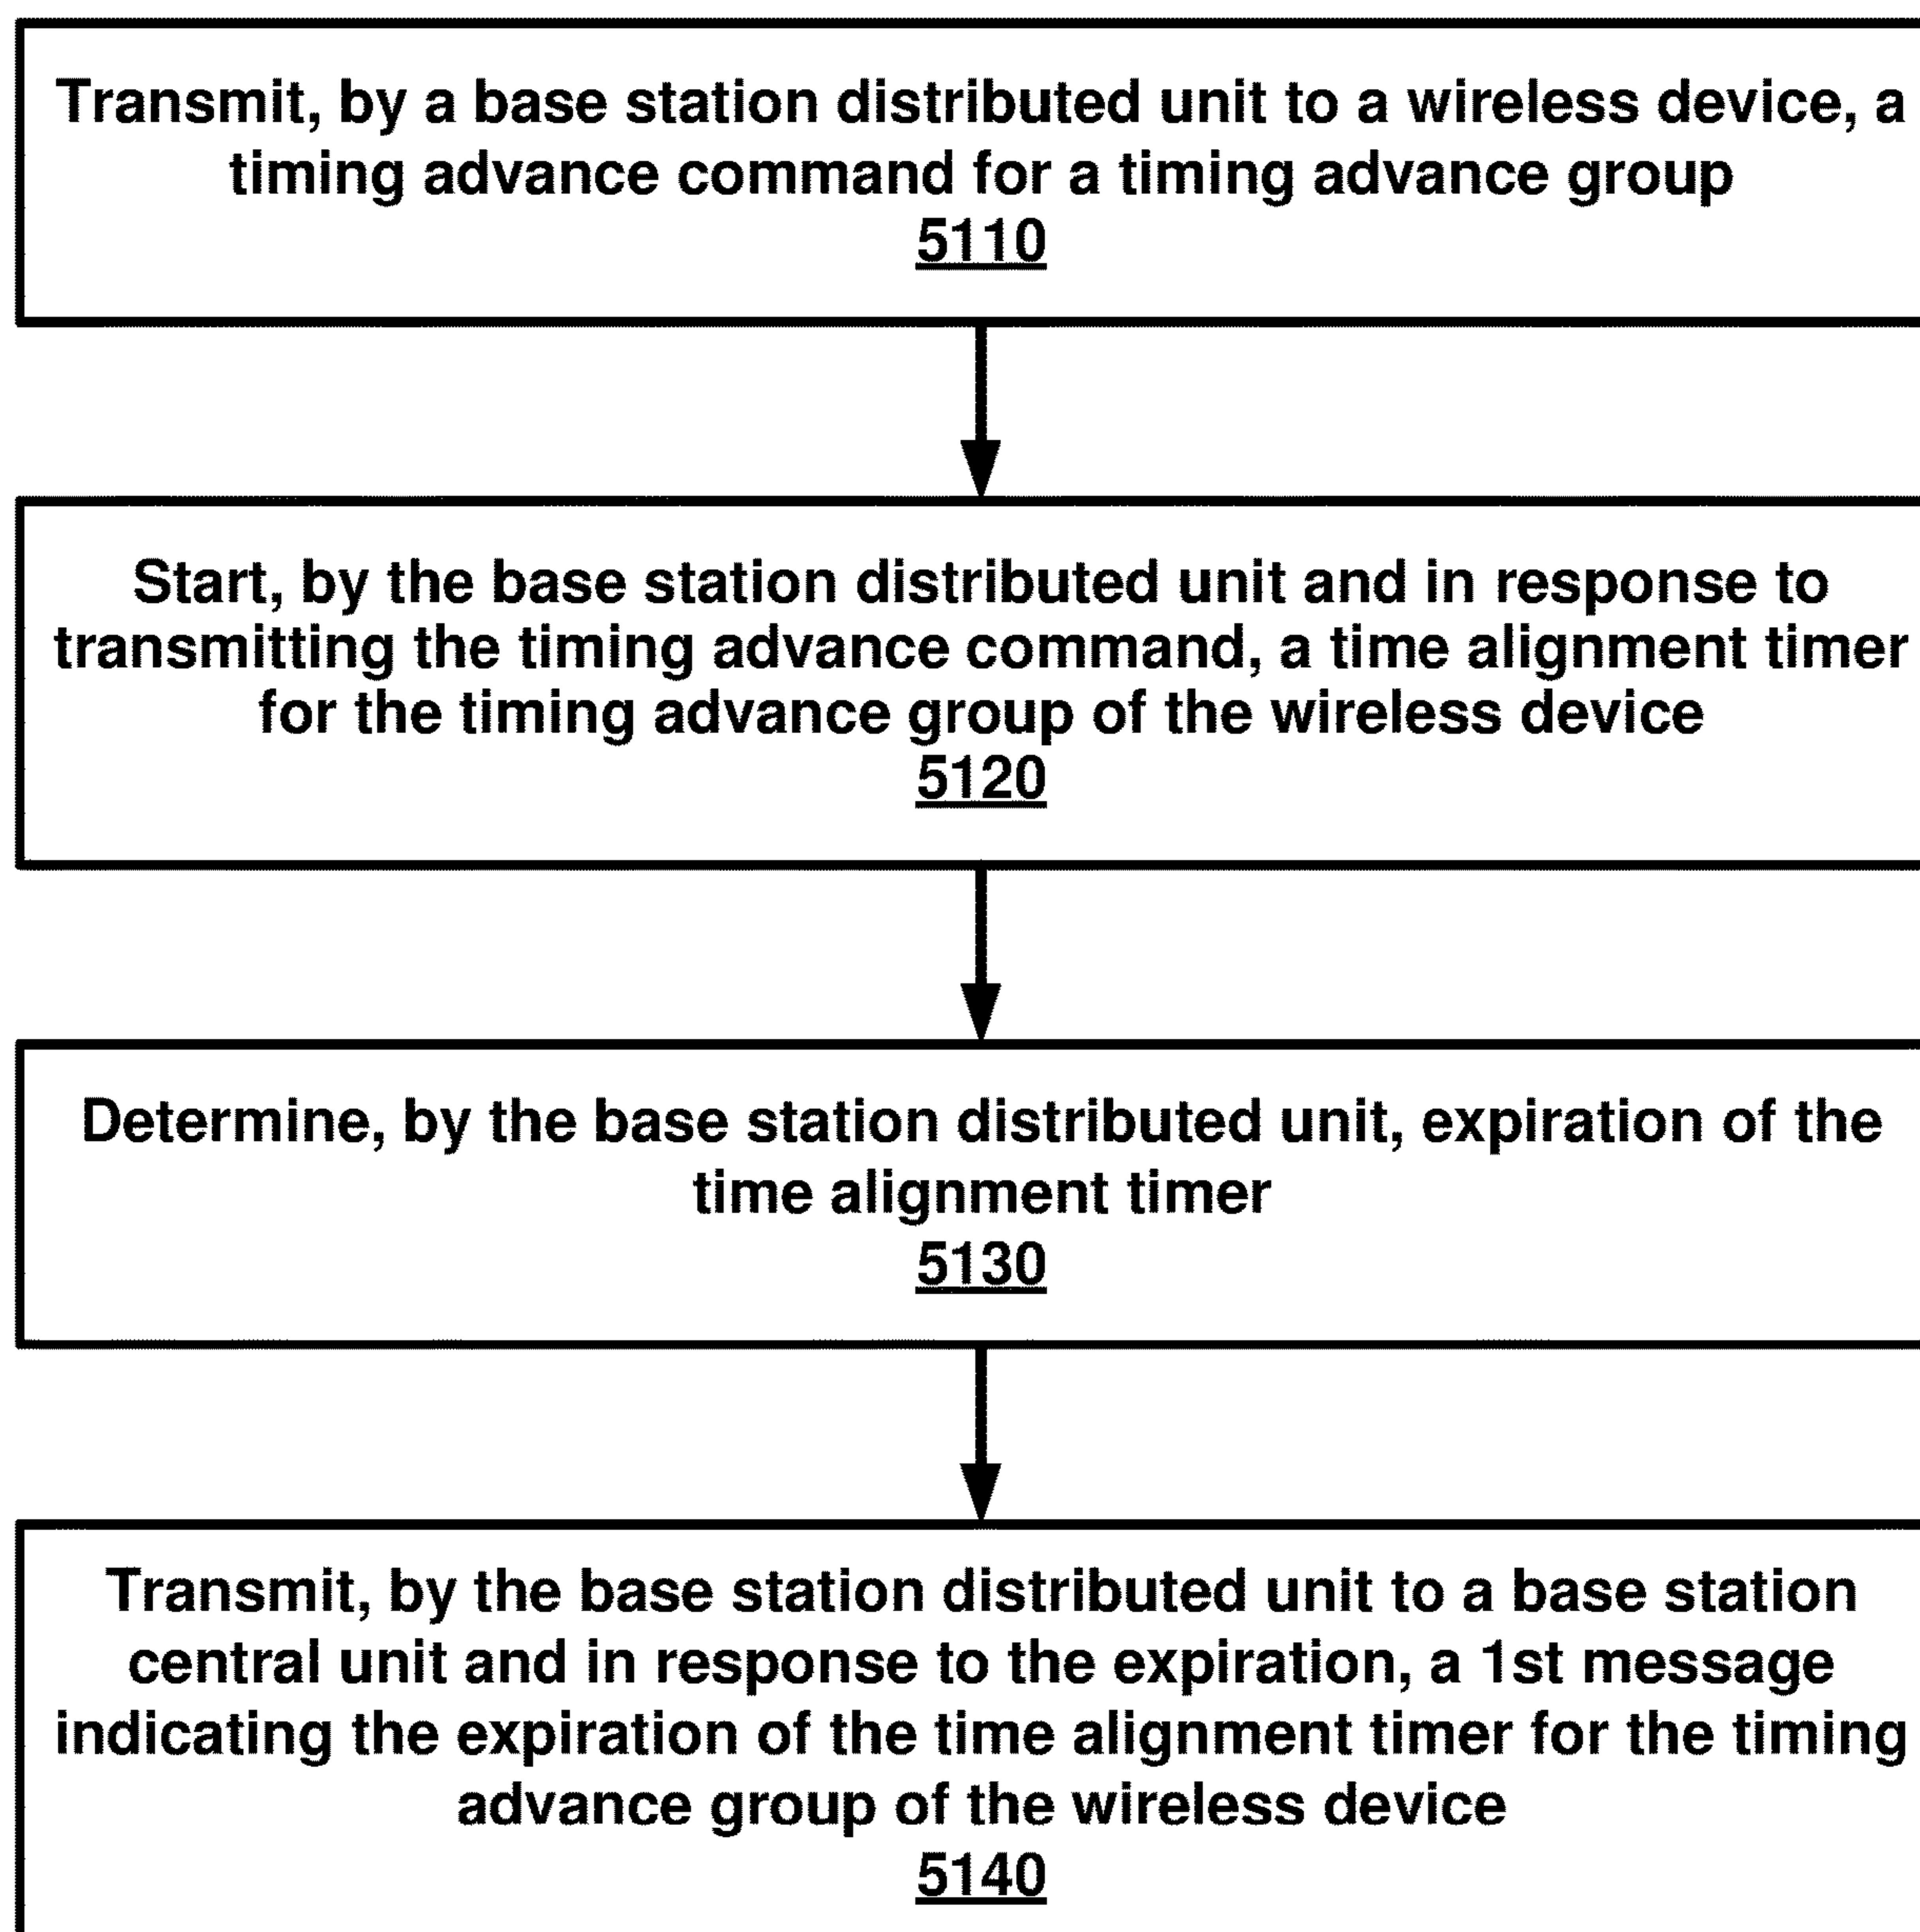 Transmit, by a base station distributed unit to a wireless device, a
timing advance command for a timing advance group
5110
Start, by the base station distributed unit and in response to
transmitting the timing advance command, a time alignment timer
for the timing advance group of the wireless device
5120
Determine, by the base station distributed unit, expiration of the
time alignment timer
5130
Transmit, by the base station distributed unit to a base station
central unit and in response to the expiration, a 1st message
indicating the expiration of the time alignment timer for the timing
advance group of the wireless device
5140